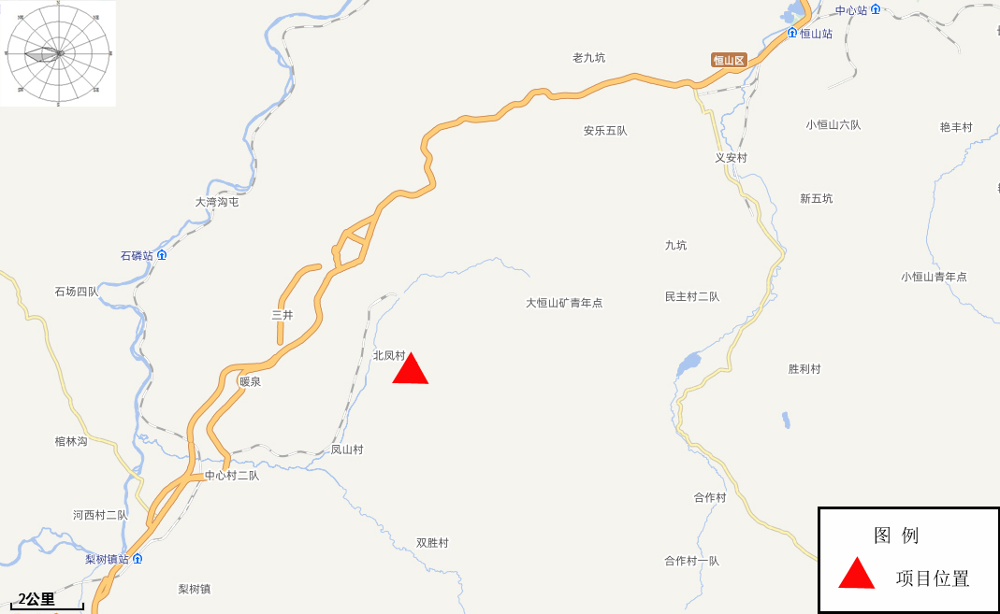 N
中心站
恒山站
老九坑
恒山区
安乐五队
小恒山六队
艳丰村
义安村
大湾沟屯
新五坑
石磷站
九坑
小恒山青年点
石场四队
大恒山矿青年点
民主村二队
三井
北凤村
胜利村
暖泉
棺林沟
凤山村
中心村二队
合作村
河西村二队
双胜村
梨树镇站
合作村一队
梨树镇
2公里
图 例
项目位置